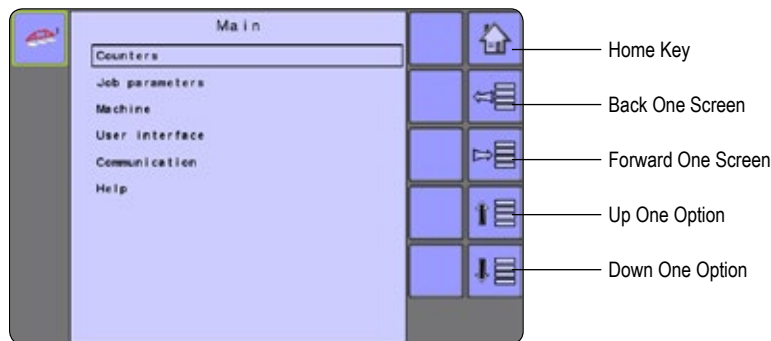 Main
Counters
Job parameters
Machine
User interface
Communication
Help
Home Key
Back One Screen
Forward One Screen
Up One Option
Down One Option